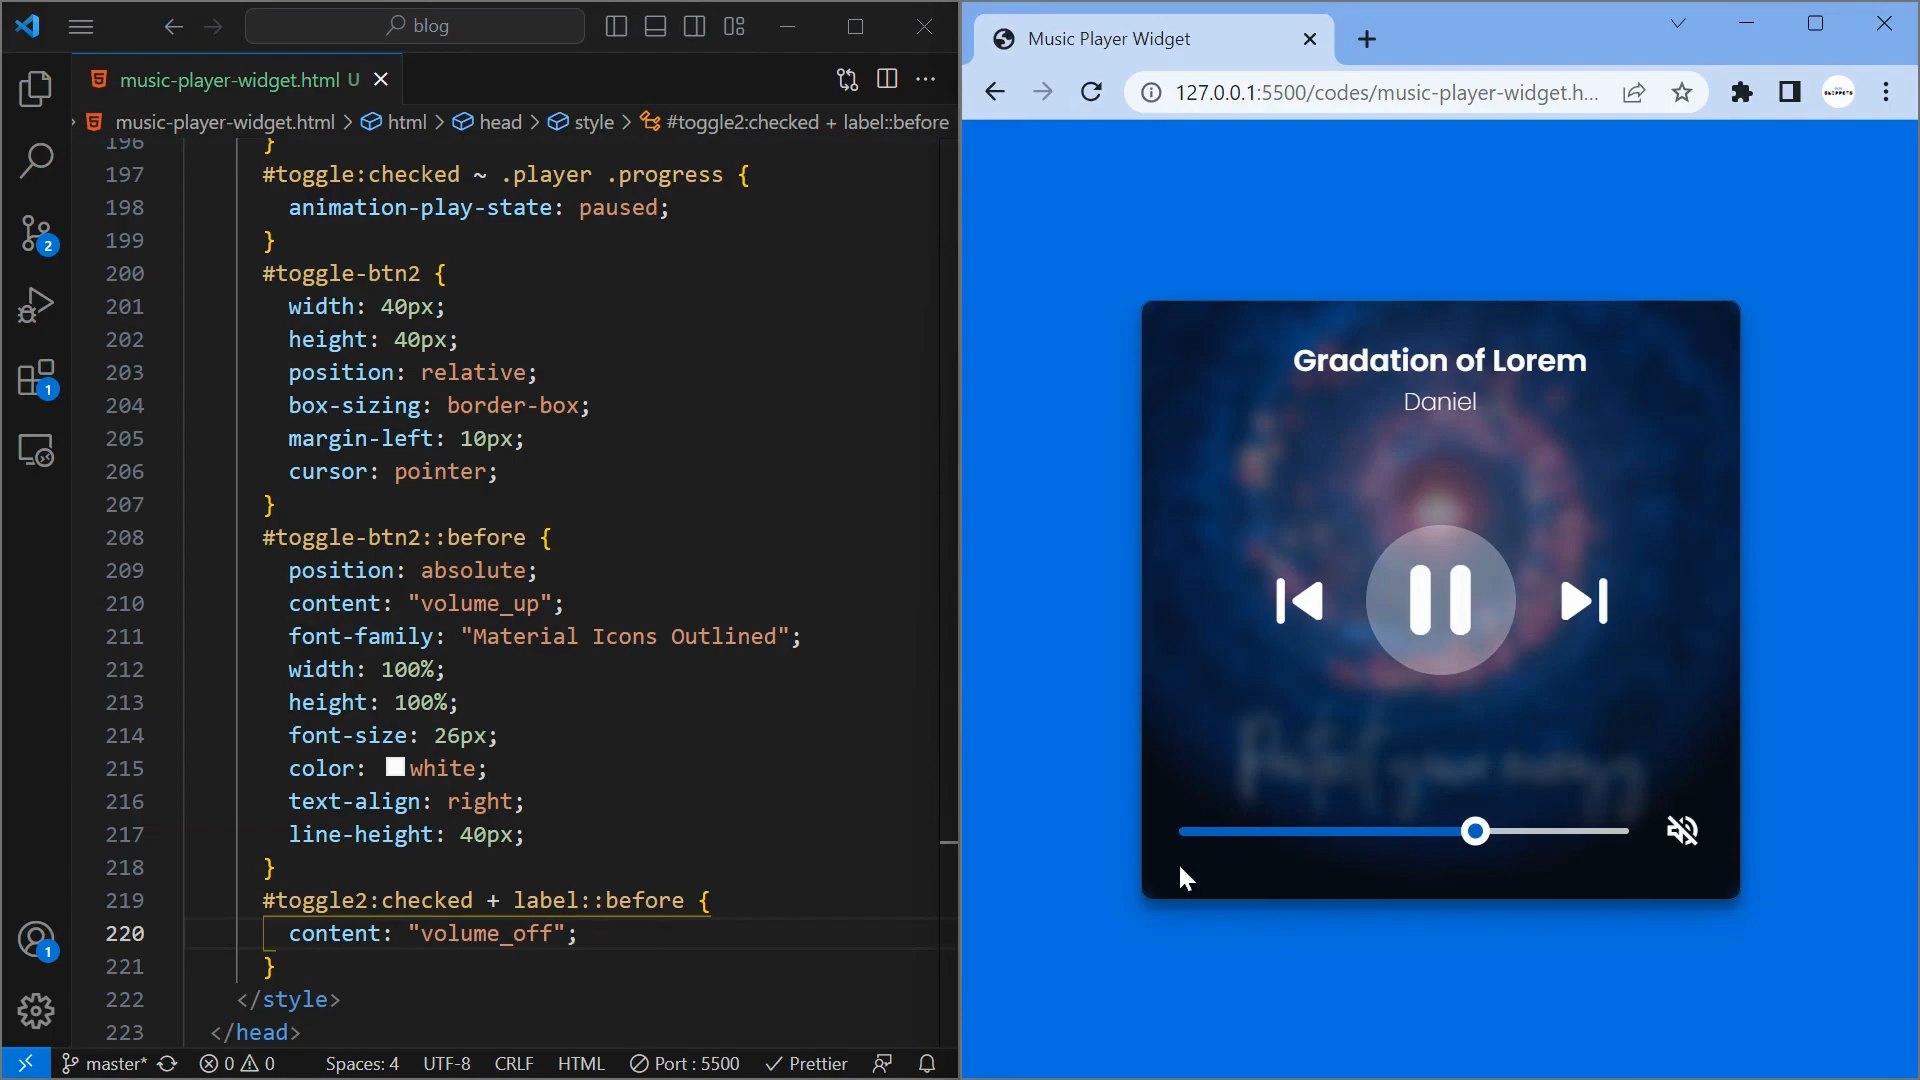 blog
music-player-widget.html U
music-player-widget.html > html > head > style > #toggle2:checked + label::before
196 }
197 #toggle:checked ~ .player .progress {
198 animation-play-state: paused;
199 }
200 #toggle-btn2 {
201 width: 40px;
202 height: 40px;
203 position: relative;
204 box-sizing: border-box;
205 margin-left: 10px;
206 cursor: pointer;
207 }
208 #toggle-btn2::before {
209 position: absolute;
210 content: "volume_up";
211 font-family: "Material Icons Outlined";
212 width: 100%;
213 height: 100%;
214 font-size: 26px;
215 color: white;
216 text-align: right;
217 line-height: 40px;
218 }
219 #toggle2:checked + label::before {
220 content: "volume_off";
221 }
222 </style>
223 </head>
2
1
1
master* 0 0 Spaces: 4 UTF-8 CRLF HTML Port : 5500 Prettier
Music Player Widget
127.0.0.1:5500/codes/music-player-widget.h...
Gradation of Lorem
Daniel